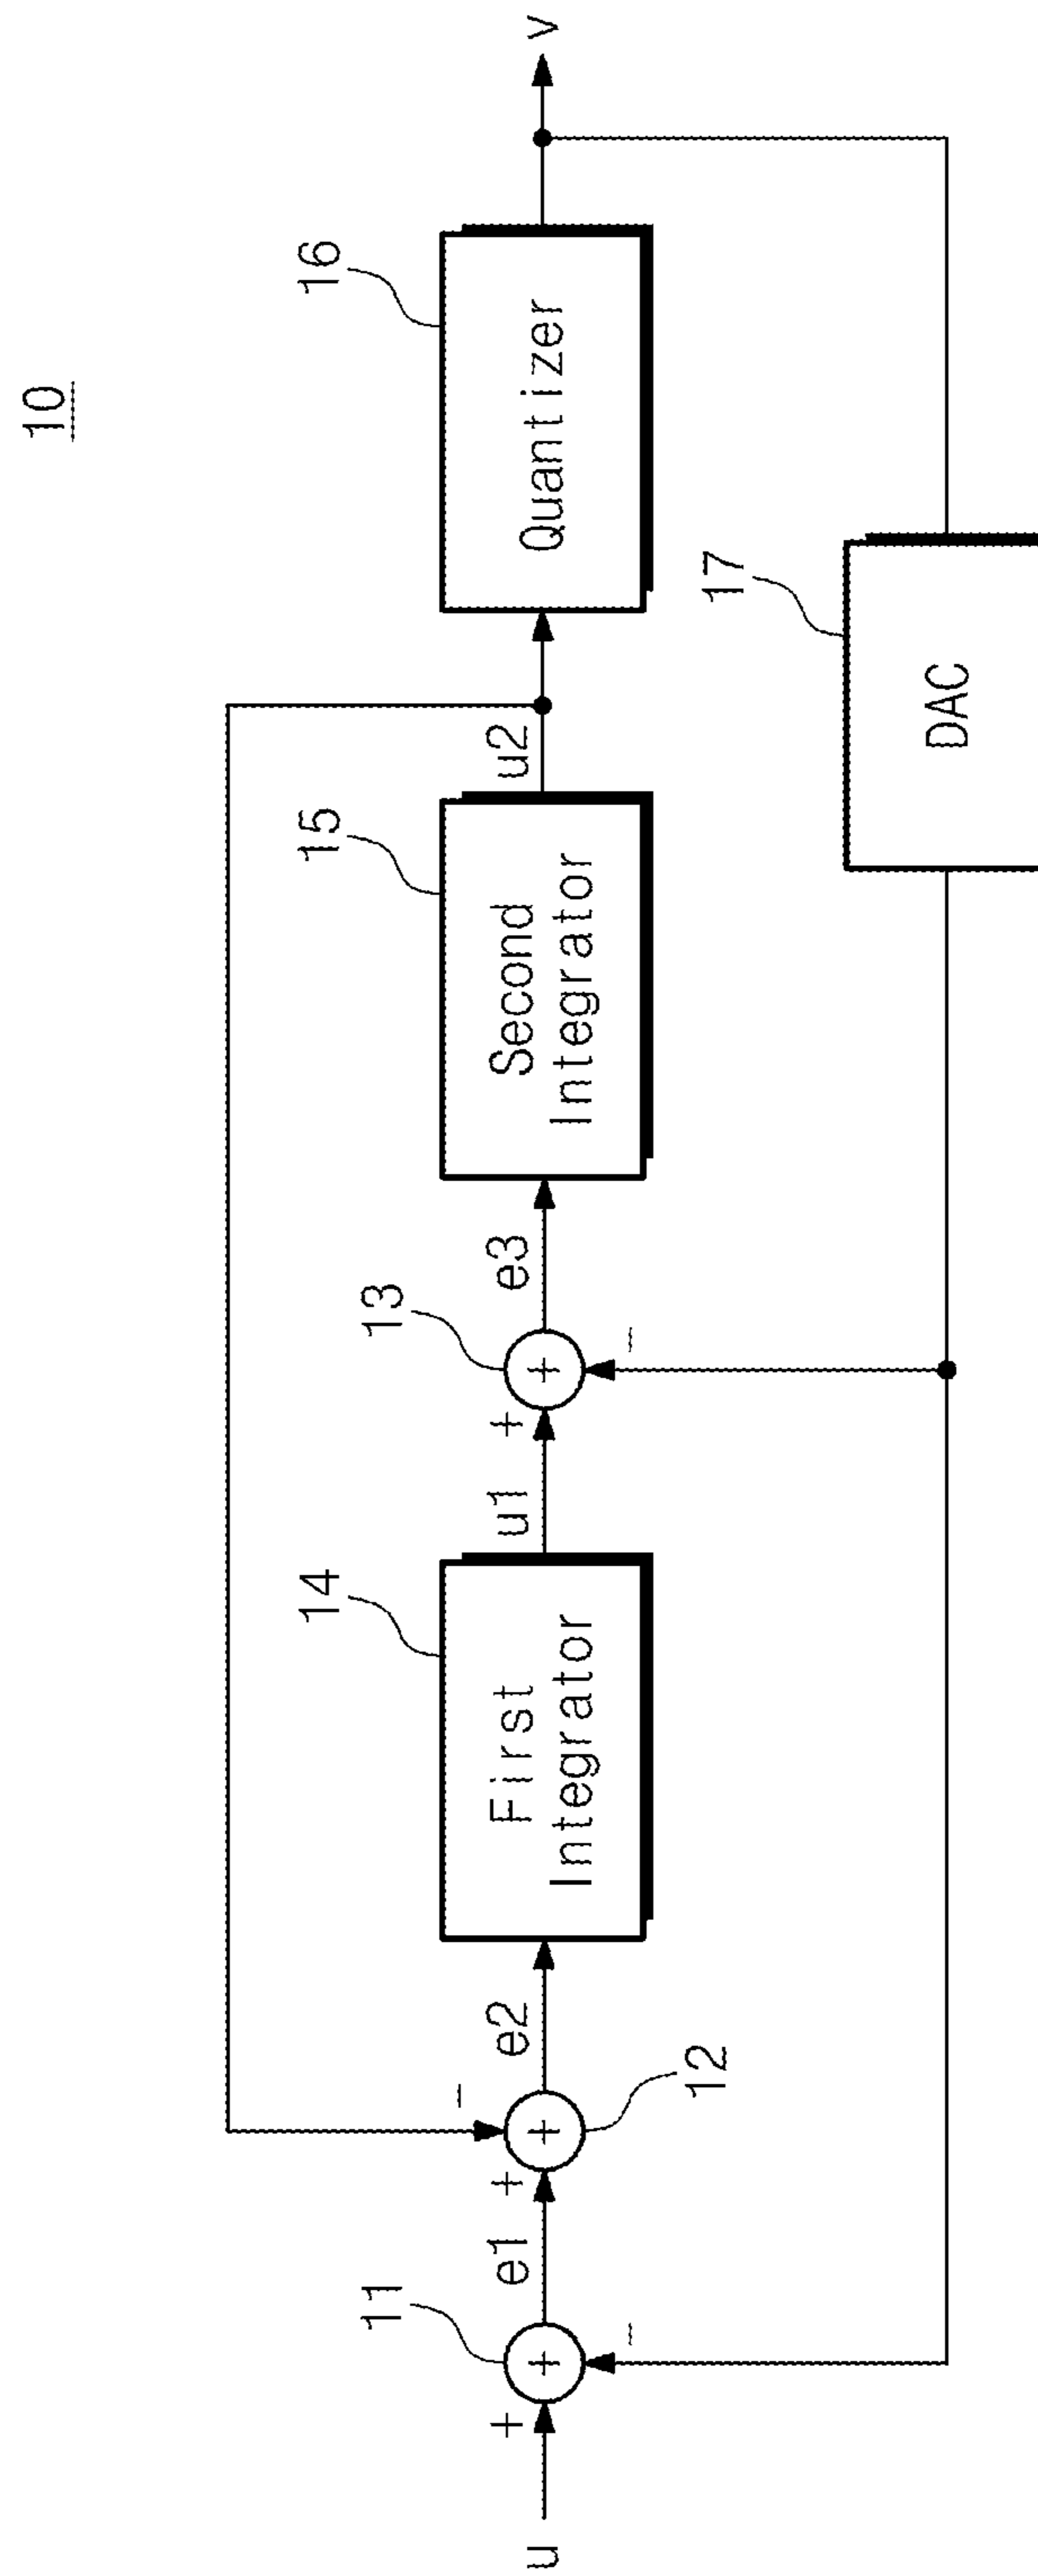 10
u
+
11
+
−
e1
+
−
12
+
e2
14
First
Integrator
u1
+
13
+
−
e3
15
Second
Integrator
u2
16
Quantizer
v
17
DAC